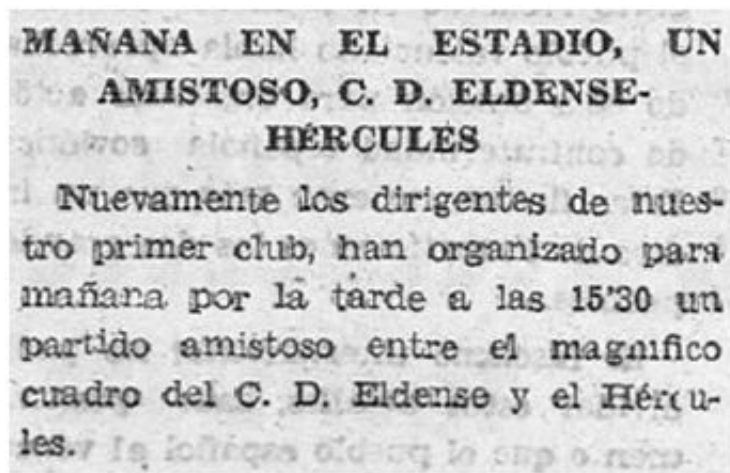 MAÑANA EN EL ESTADIO, UN
AMISTOSO, C. D. ELDENSE-
HÉRCULES
Nuevamente los dirigentes de nues-
tro primer club, han organizado para
mañana por la tarde a las 15'30 un
partido amistoso entre el magnifico
cuadro del C. D. Eldense y el Hércu-
les.